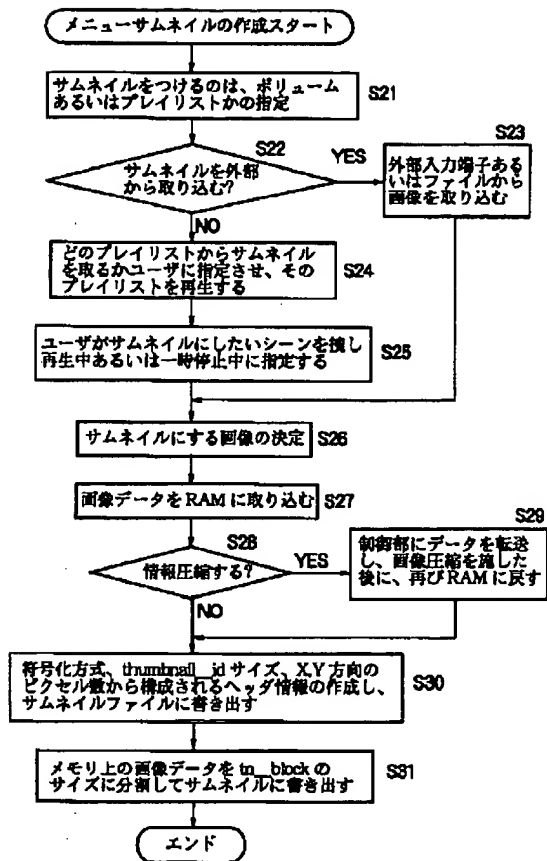 メニューサムネイルの作成スタート
サムネイルをつけるのは、ボリューム
あるいはプレイリストかの指定
S21
S22
サムネイルを外部
から取り込む?
YES
NO
S23
外部入力端子あるい
はファイルから
画像を取り込む
どのプレイリストからサムネイル
を取るかユーザに指定させ、その
プレイリストを再生する
S24
ユーザがサムネイルにしたいシーンを捜し
再生中あるいは一時停止中に指定する
S25
サムネイルにする画像の決定
S26
画像データをRAMに取り込む
S27
S28
情報圧縮する?
YES
NO
S29
制御部にデータを転送
し、画像圧縮を施した
後に、再びRAMに戻す
符号化方式、thumbnail_idサイズ、X,Y方向の
ピクセル数から構成されるヘッダ情報の作成し、
サムネイルファイルに書き出す
S30
メモリ上の画像データをtn_blockの
サイズに分割してサムネイルに書き出す
S31
エンド